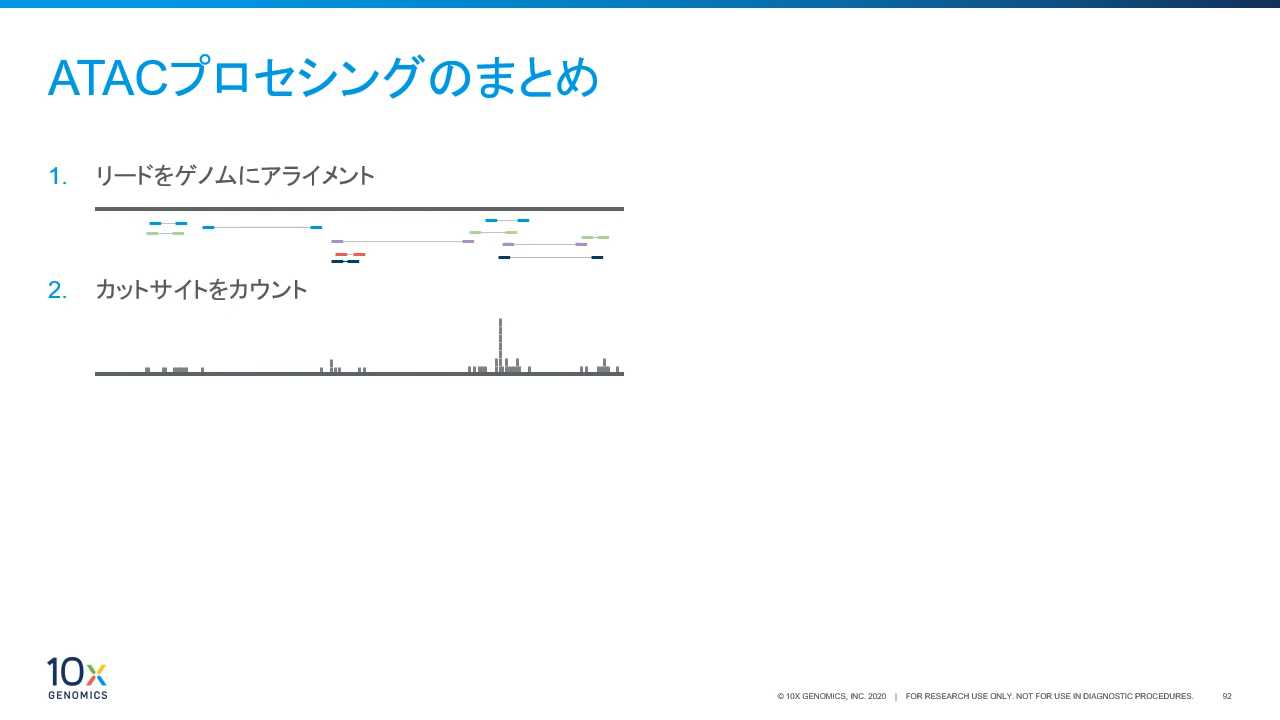 ATACプロセシングのまとめ
1. リードをゲノムにアライメント
2. カットサイトをカウント
10x
GENOMICS
© 10X GENOMICS, INC. 2020 | FOR RESEARCH USE ONLY. NOT FOR USE IN DIAGNOSTIC PROCEDURES. 92